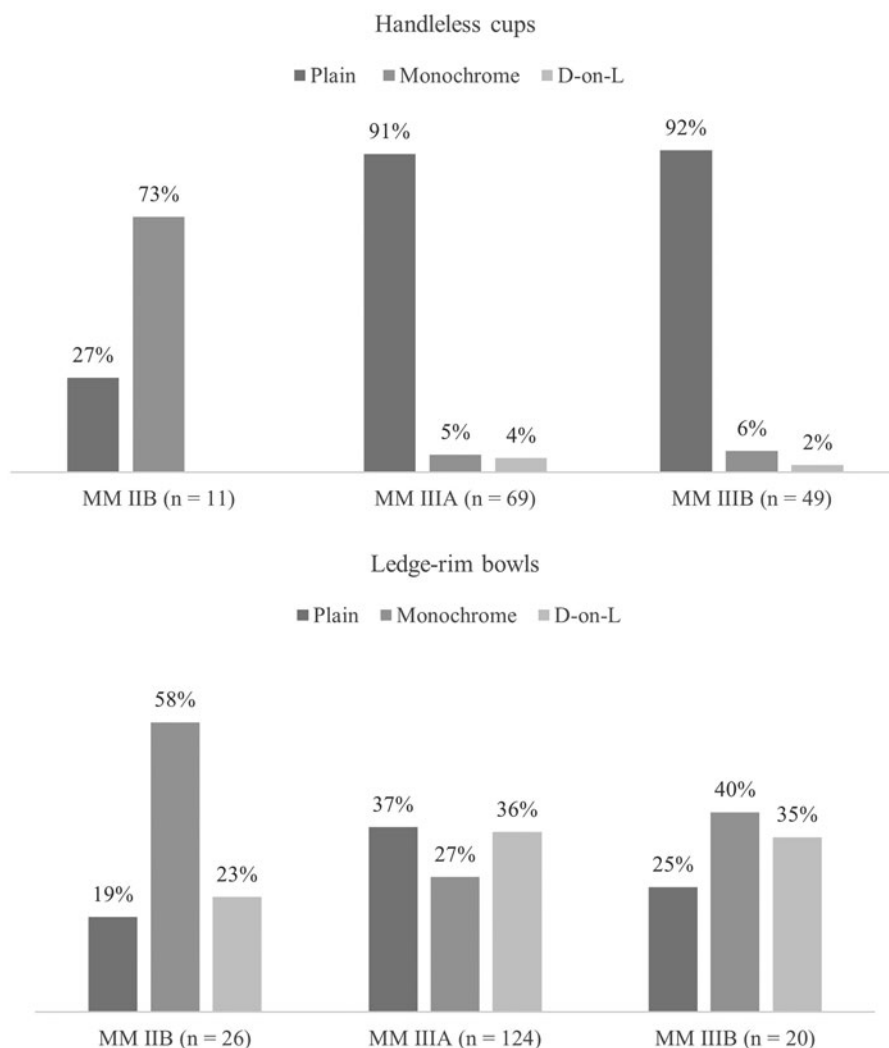 Handleless cups
Plain Monochrome D-on-L
91% 92%
73%
27%
5% 4% 6% 2%
MM IIB (n = 11) MM IIIA (n = 69) MM IIIB (n = 49)
Ledge-rim bowls
Plain Monochrome D-on-L
58%
40%
37% 36% 35%
27% 25%
19% 23%
MM IIB (n = 26) MM IIIA (n = 124) MM IIIB (n = 20)